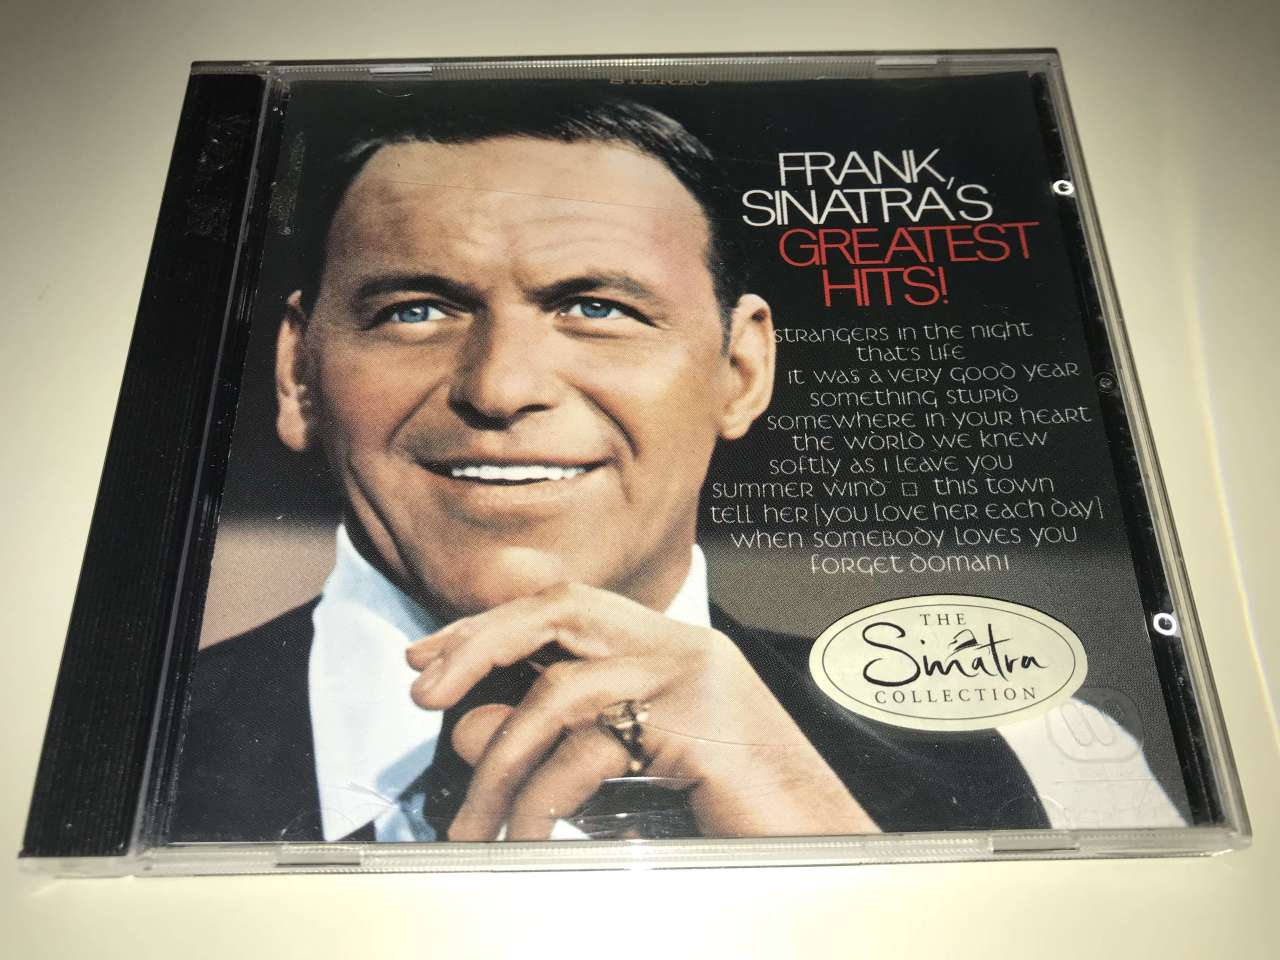 STEREO
FRANK
SINATRA'S
GREATEST
HITS!
STRANGERS IN THE NIGHT
THAT'S LIFE
IT WAS A VERY GOOD YEAR
SOMETHING STUPID
SOMEWHERE IN YOUR HEART
THE WORLD WE KNEW
SOFTLY AS I LEAVE YOU
SUMMER WIND □ THIS TOWN
TELL HER [YOU LOVE HER EACH DAY]
WHEN SOMEBODY LOVES YOU
FORGET DOMANI
THE
Sinatra
COLLECTION